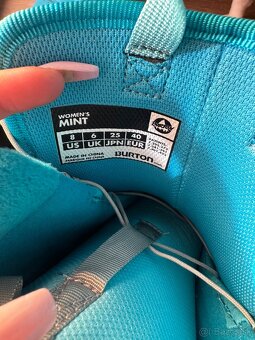 WOMEN'S
MINT
8 6 25 40
US UK JPN EUR
MADE IN CHINA
BURTON